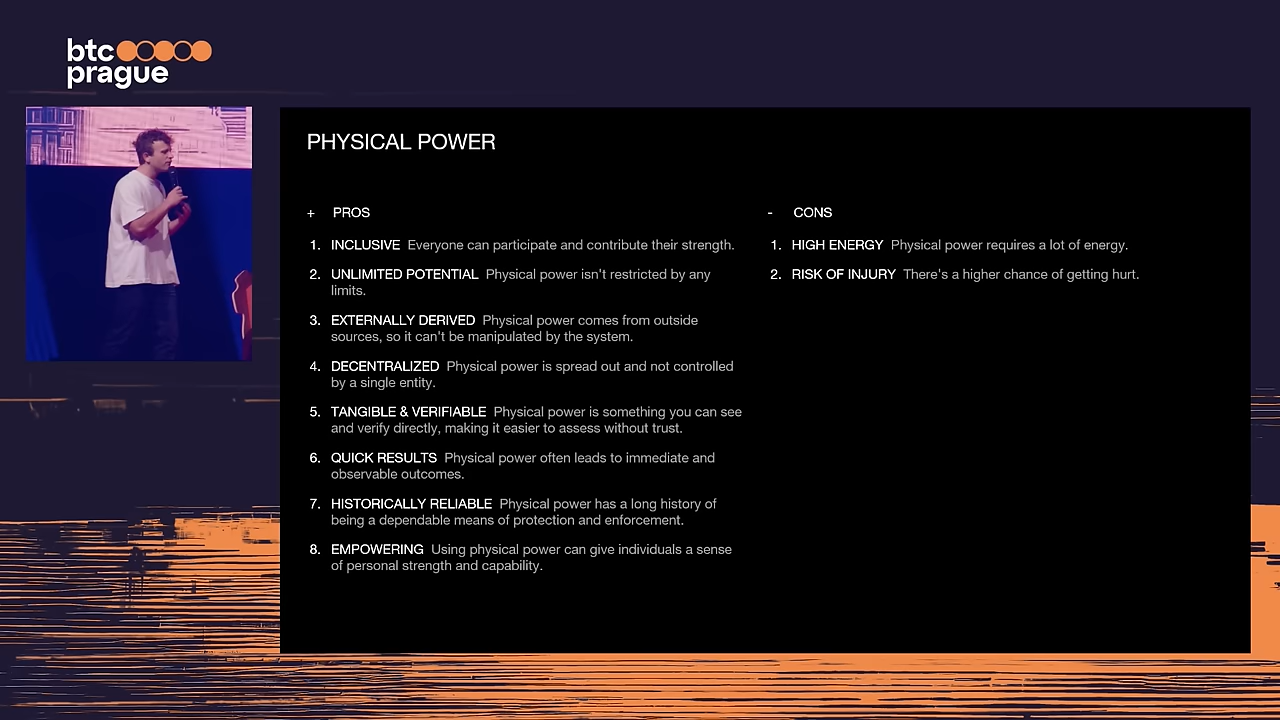 btc
prague
PHYSICAL POWER
+ PROS
1. INCLUSIVE Everyone can participate and contribute their strength.
2. UNLIMITED POTENTIAL Physical power isn't restricted by any
limits.
3. EXTERNALLY DERIVED Physical power comes from outside
sources, so it can't be manipulated by the system.
4. DECENTRALIZED Physical power is spread out and not controlled
by a single entity.
5. TANGIBLE & VERIFIABLE Physical power is something you can see
and verify directly, making it easier to assess without trust.
6. QUICK RESULTS Physical power often leads to immediate and
observable outcomes.
7. HISTORICALLY RELIABLE Physical power has a long history of
being a dependable means of protection and enforcement.
8. EMPOWERING Using physical power can give individuals a sense
of personal strength and capability.
- CONS
1. HIGH ENERGY Physical power requires a lot of energy.
2. RISK OF INJURY There's a higher chance of getting hurt.